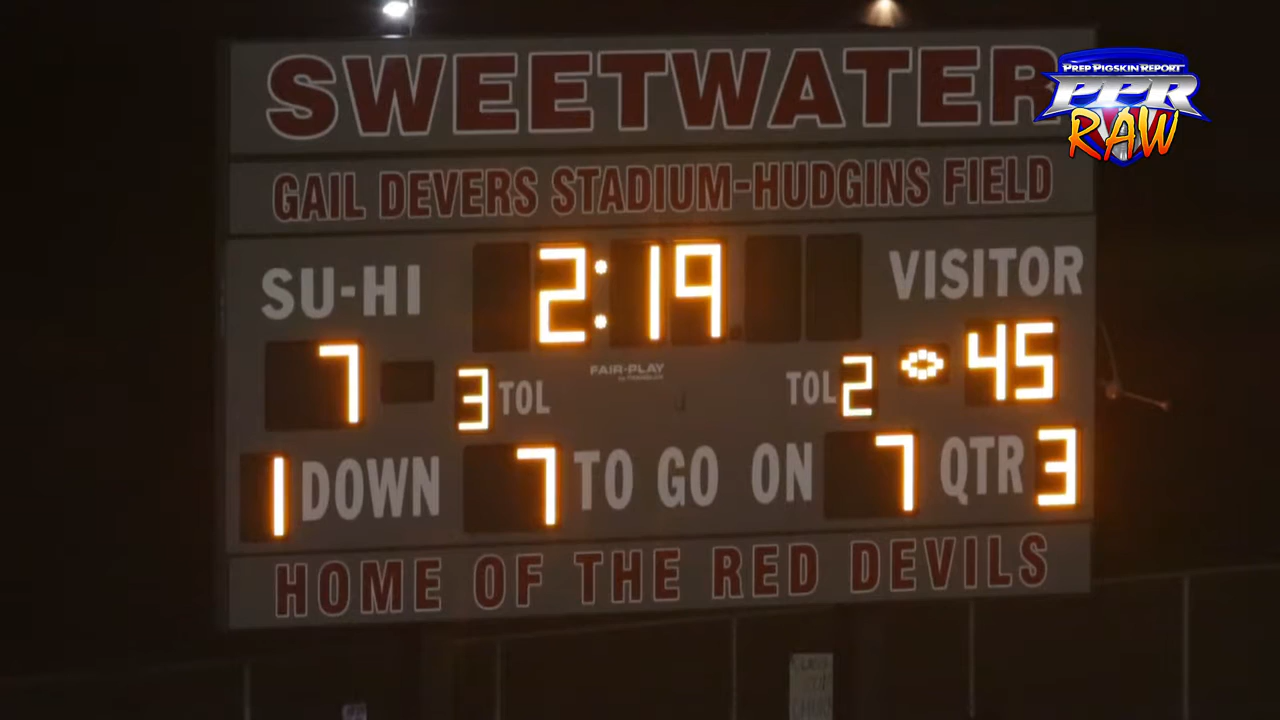 SWEETWATER
PREP PIGSKIN REPORT
PPR
RAW
GAIL DEVERS STADIUM-HUDGINS FIELD
SU-HI 2:19 VISITOR
7 3 TOL FAIR-PLAY TOL 2 45
1 DOWN 7 TO GO ON 7 QTR 3
HOME OF THE RED DEVILS